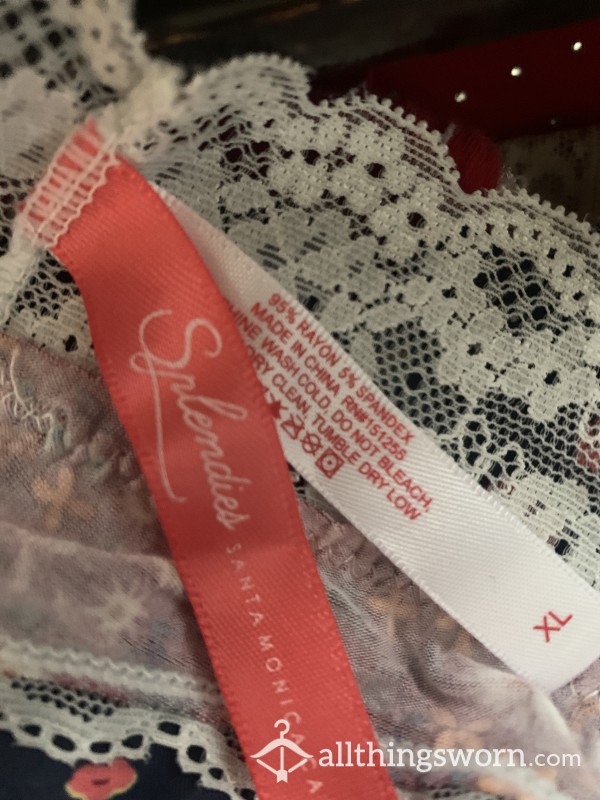 Splendies
SANTA MONICA CA
95% RAYON 5% SPANDEX
MADE IN CHINA RN#151255
WASH COLD. DO NOT BLEACH,
DRY CLEAN, TUMBLE DRY LOW
XL
allthingsworn.com